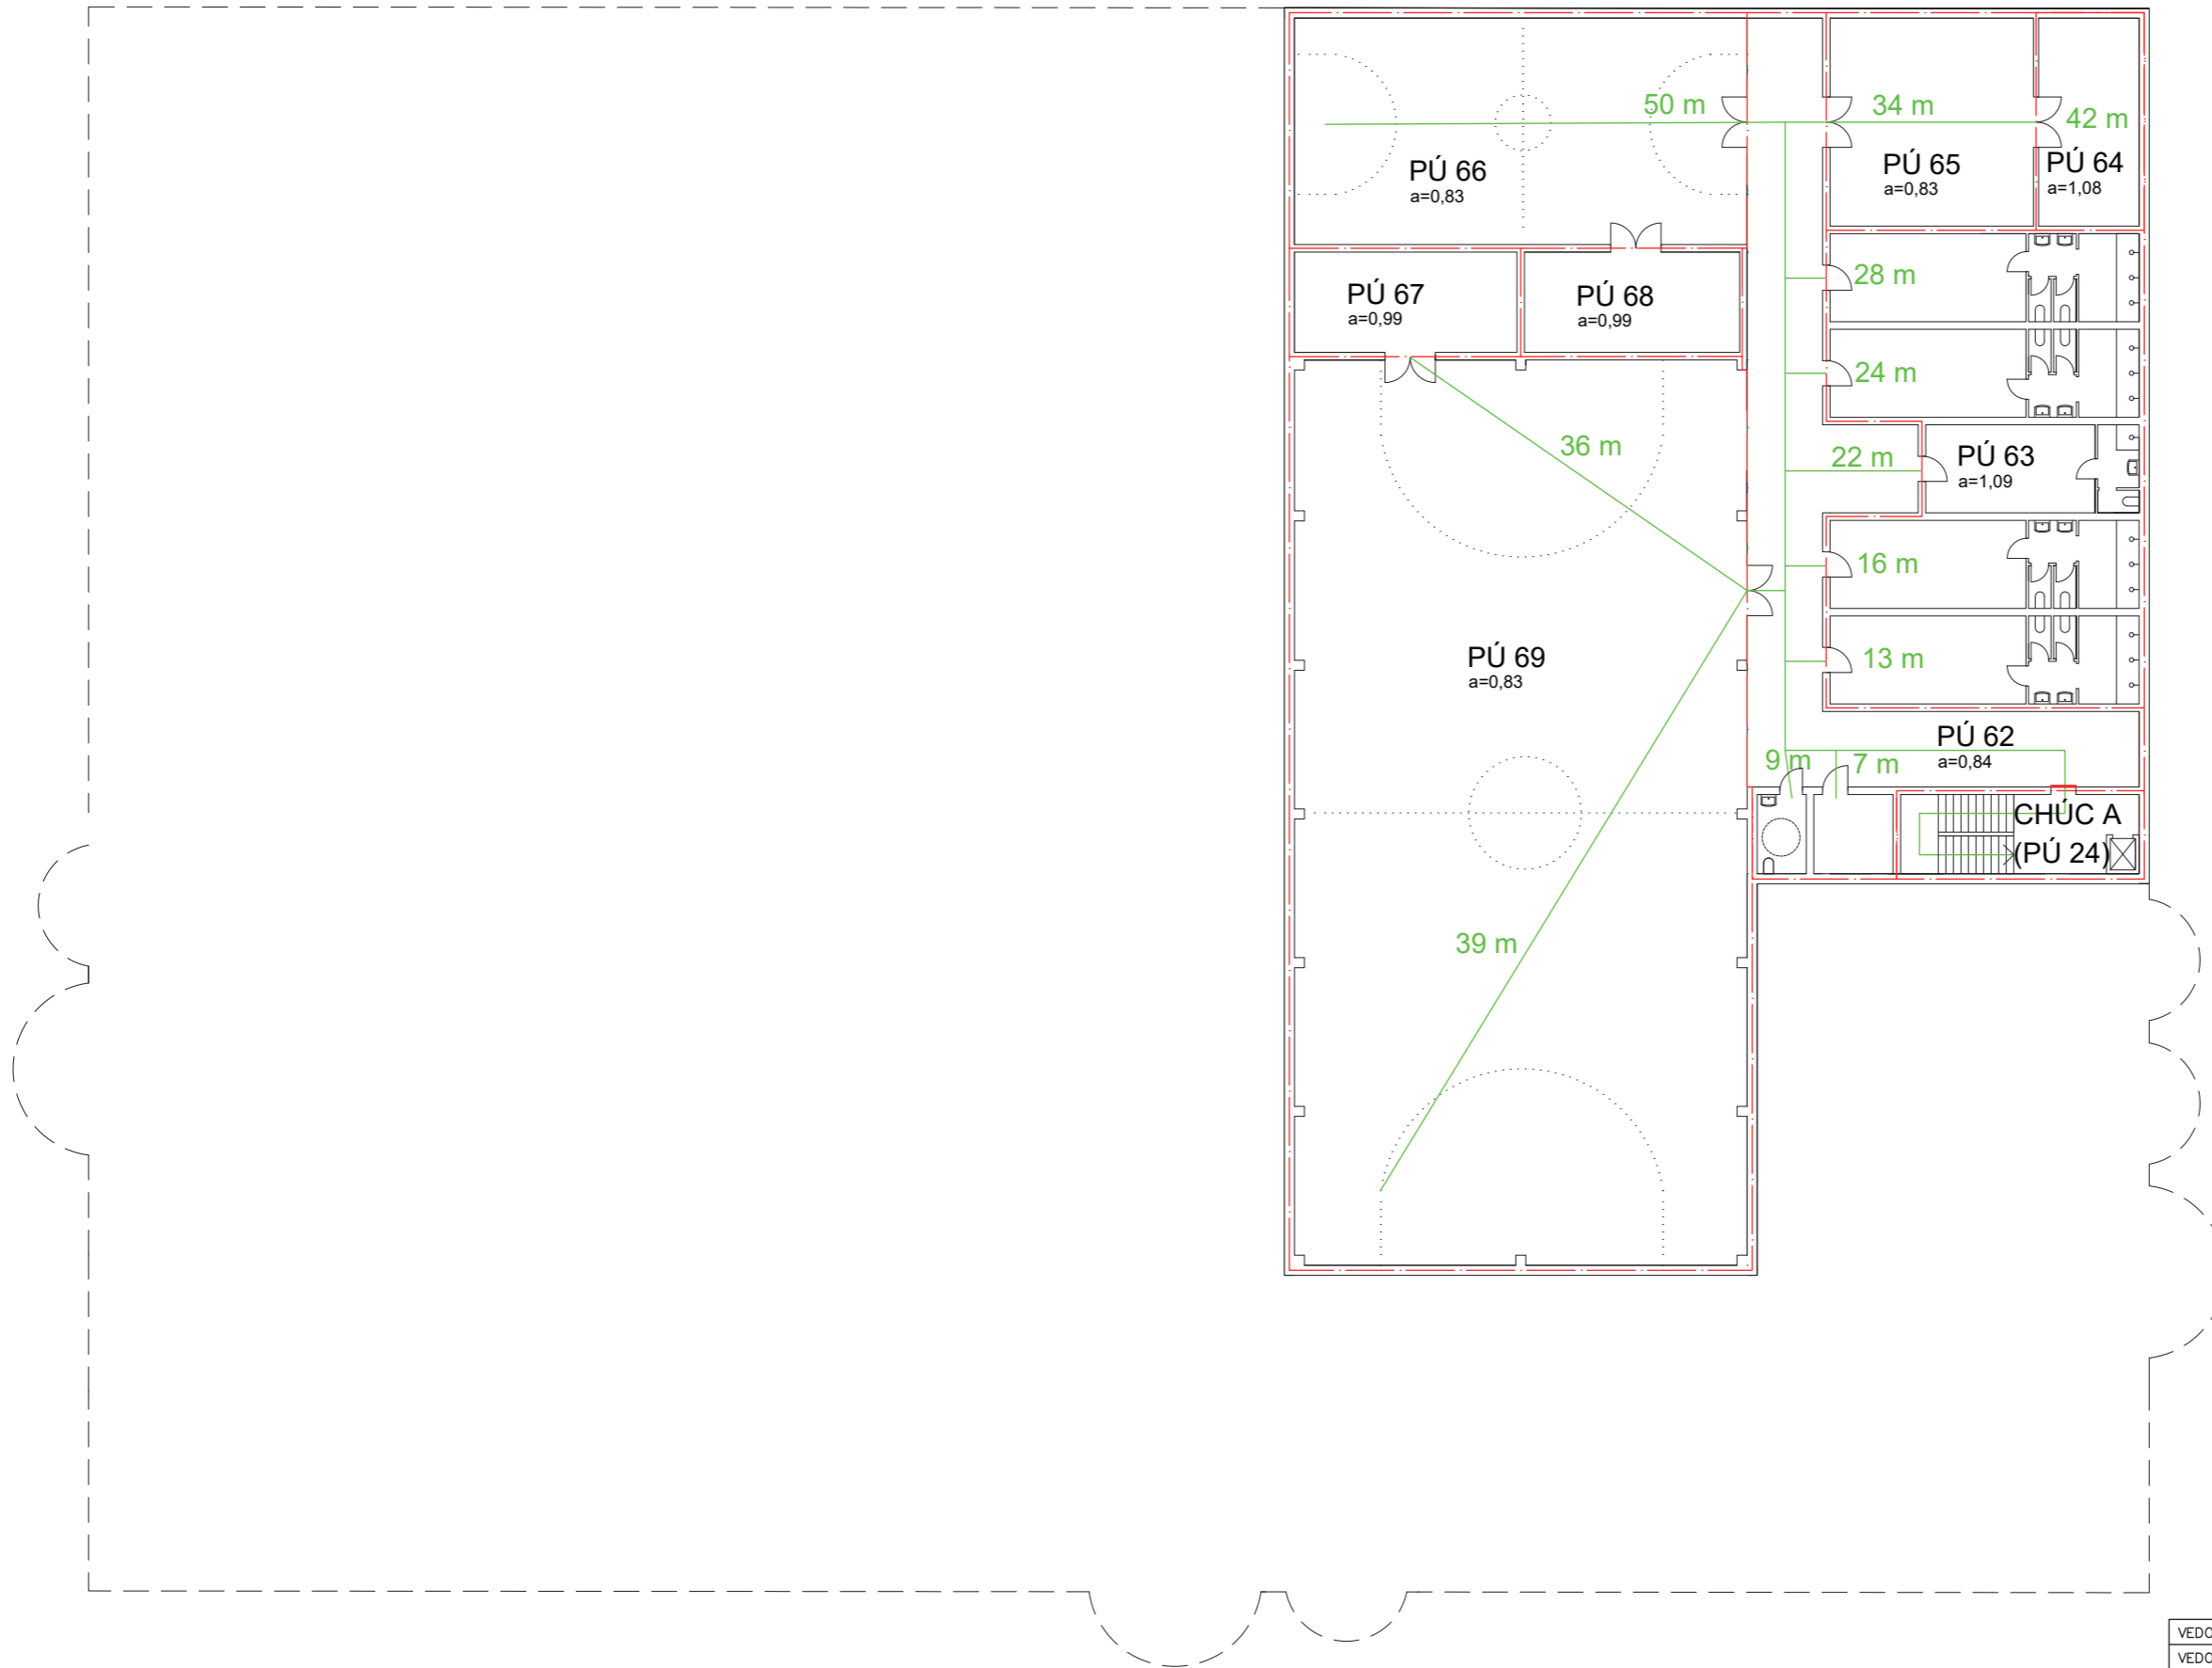 50 m
34 m
42 m
PÚ 66
a=0,83
PÚ 65
a=0,83
PÚ 64
a=1,08
28 m
PÚ 67
a=0,99
PÚ 68
a=0,99
24 m
36 m
22 m
PÚ 63
a=1,09
16 m
PÚ 69
a=0,83
13 m
PÚ 62
a=0,84
9 m
7 m
CHÚC A
(PÚ 24)
39 m
VEDO
VEDO